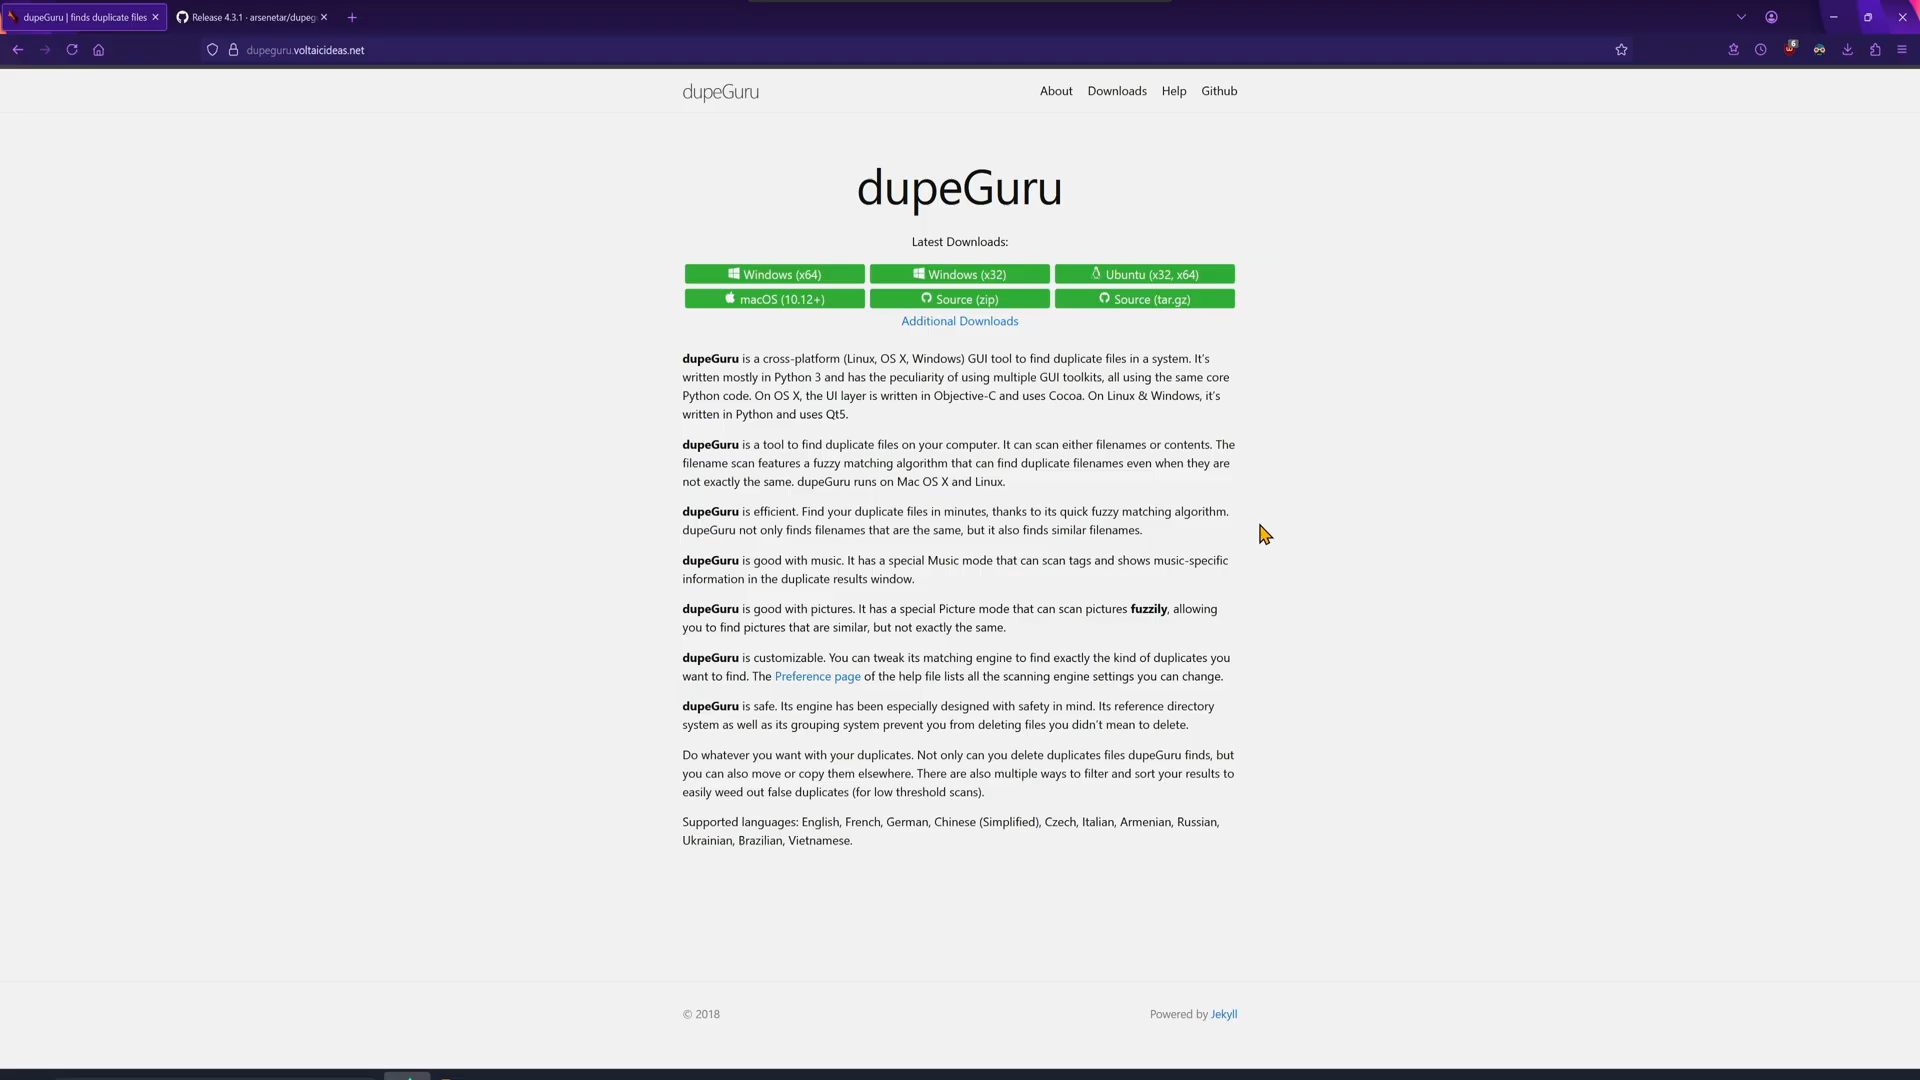 dupeGuru | finds duplicate files
Release 4.3.1 · arsenetar/dupeg
dupeguru.voltaicideas.net
6
dupeGuru
About
Downloads
Help
Github
dupeGuru
Latest Downloads:
Windows (x64)
Windows (x32)
Ubuntu (x32, x64)
macOS (10.12+)
Source (zip)
Source (tar.gz)
Additional Downloads
dupeGuru is a cross-platform (Linux, OS X, Windows) GUI tool to find duplicate files in a system. It’s
written mostly in Python 3 and has the peculiarity of using multiple GUI toolkits, all using the same core
Python code. On OS X, the UI layer is written in Objective-C and uses Cocoa. On Linux & Windows, it’s
written in Python and uses Qt5.
dupeGuru is a tool to find duplicate files on your computer. It can scan either filenames or contents. The
filename scan features a fuzzy matching algorithm that can find duplicate filenames even when they are
not exactly the same. dupeGuru runs on Mac OS X and Linux.
dupeGuru is efficient. Find your duplicate files in minutes, thanks to its quick fuzzy matching algorithm.
dupeGuru not only finds filenames that are the same, but it also finds similar filenames.
dupeGuru is good with music. It has a special Music mode that can scan tags and shows music-specific
information in the duplicate results window.
dupeGuru is good with pictures. It has a special Picture mode that can scan pictures fuzzily, allowing
you to find pictures that are similar, but not exactly the same.
dupeGuru is customizable. You can tweak its matching engine to find exactly the kind of duplicates you
want to find. The Preference page of the help file lists all the scanning engine settings you can change.
dupeGuru is safe. Its engine has been especially designed with safety in mind. Its reference directory
system as well as its grouping system prevent you from deleting files you didn’t mean to delete.
Do whatever you want with your duplicates. Not only can you delete duplicates files dupeGuru finds, but
you can also move or copy them elsewhere. There are also multiple ways to filter and sort your results to
easily weed out false duplicates (for low threshold scans).
Supported languages: English, French, German, Chinese (Simplified), Czech, Italian, Armenian, Russian,
Ukrainian, Brazilian, Vietnamese.
© 2018
Powered by Jekyll